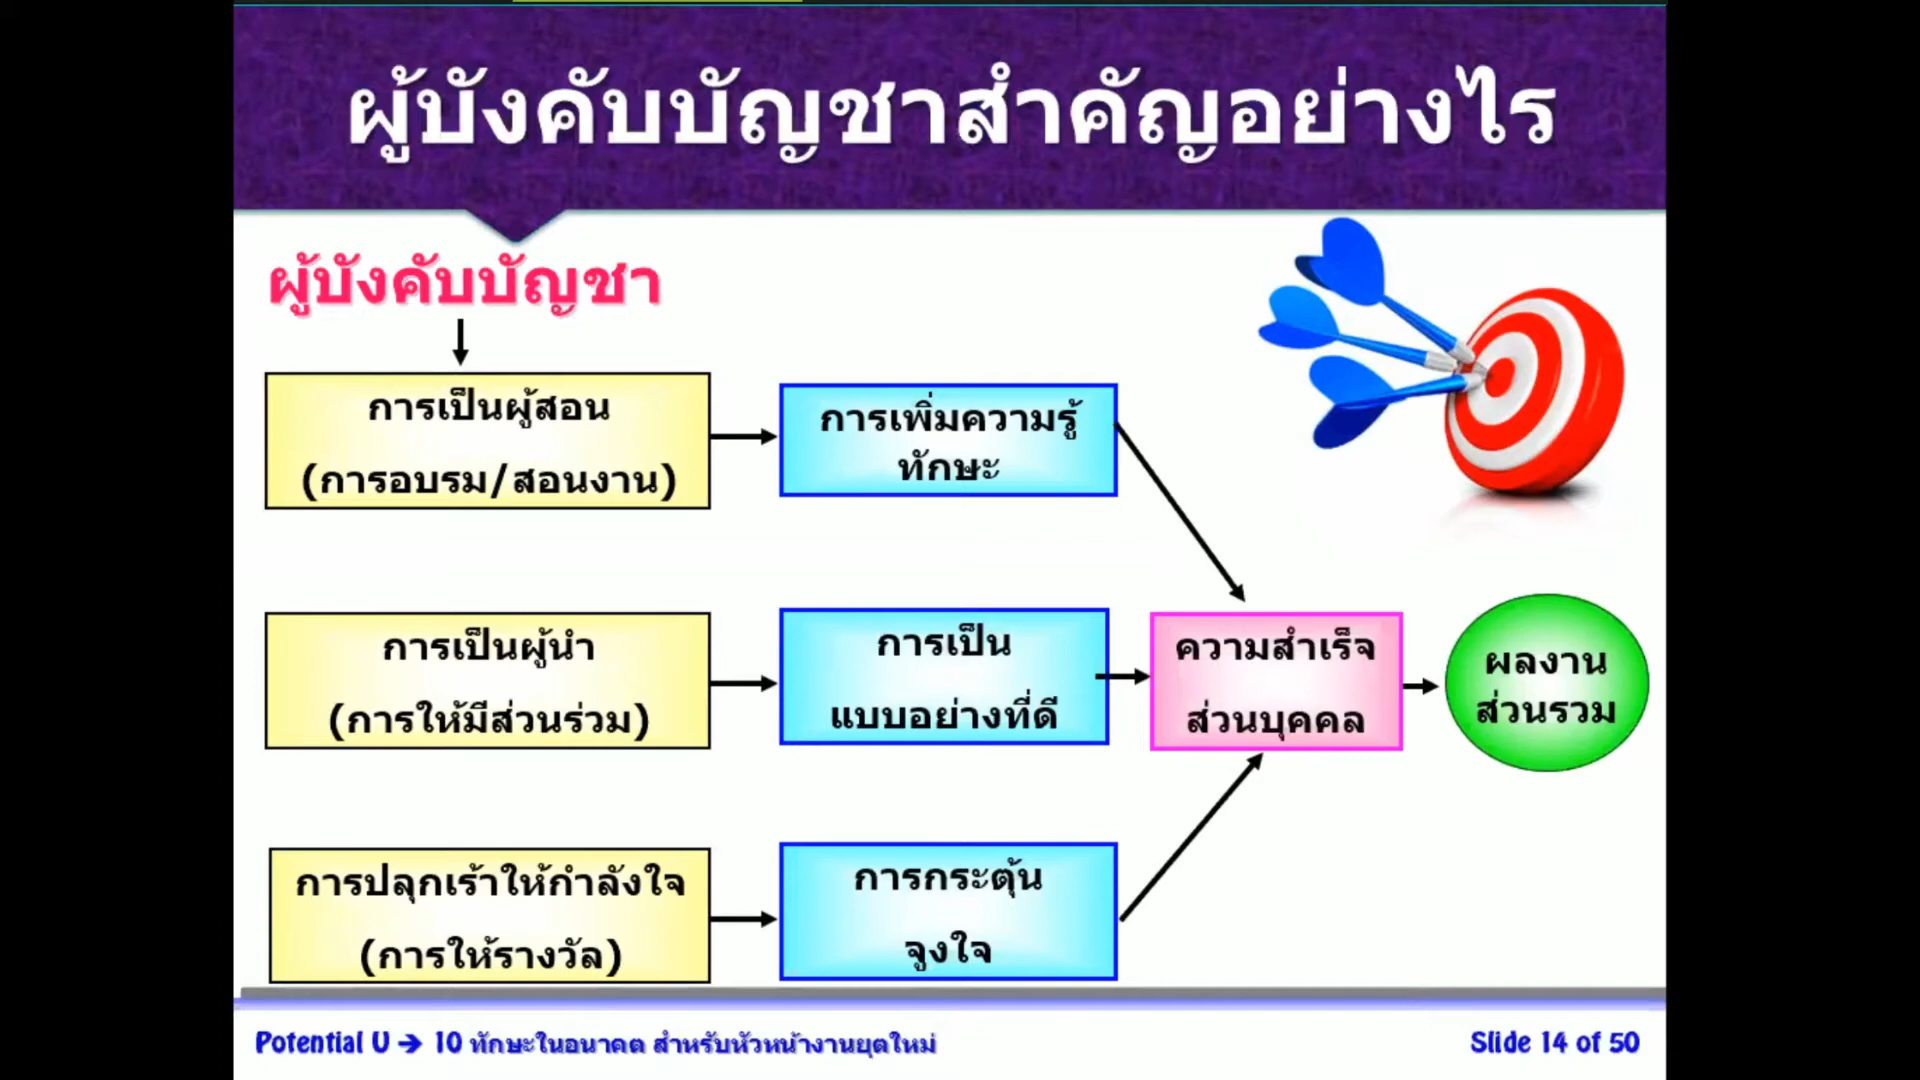 ผู้บังคับบัญชาสำคัญอย่างไร
ผู้บังคับบัญชา
การเป็นผู้สอน
(การอบรม/สอนงาน)
การเพิ่มความรู้
ทักษะ
การเป็นผู้นำ
(การให้มีส่วนร่วม)
การเป็น
แบบอย่างที่ดี
ความสำเร็จ
ส่วนบุคคล
ผลงาน
ส่วนรวม
การปลุกเร้าให้กำลังใจ
(การให้รางวัล)
การกระตุ้น
จูงใจ
Potential U → 10 ทักษะในอนาคต สำหรับหัวหน้างานยุตใหม่
Slide 14 of 50